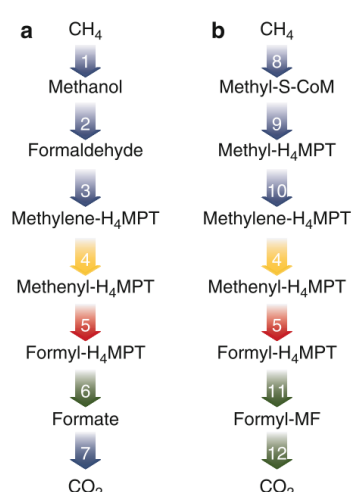 a
CH4
1
Methanol
2
Formaldehyde
3
Methylene-H4MPT
4
Methenyl-H4MPT
5
Formyl-H4MPT
6
Formate
7
CO2
b
CH4
8
Methyl-S-CoM
9
Methyl-H4MPT
10
Methylene-H4MPT
4
Methenyl-H4MPT
5
Formyl-H4MPT
11
Formyl-MF
12
CO2